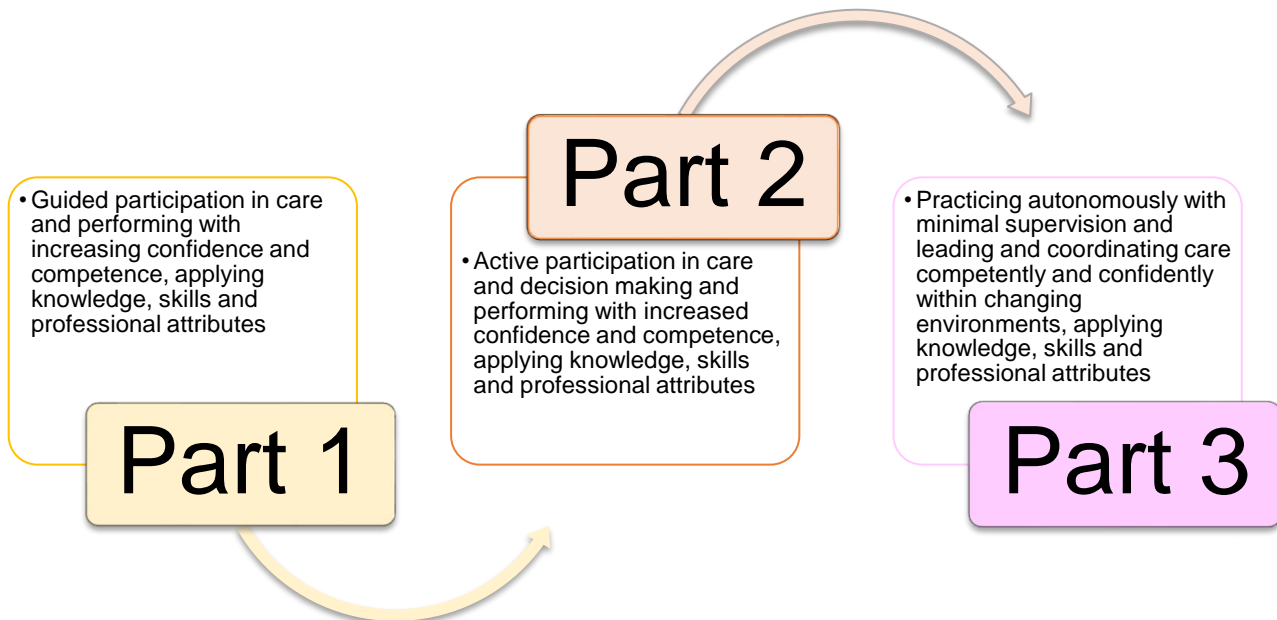 • Guided participation in care
and performing with
increasing confidence and
competence, applying
knowledge, skills and
professional attributes
Part 1
Part 2
• Active participation in care
and decision making and
performing with increased
confidence and competence,
applying knowledge, skills
and professional attributes
• Practicing autonomously with
minimal supervision and
leading and coordinating care
competently and confidently
within changing
environments, applying
knowledge, skills and
professional attributes
Part 3